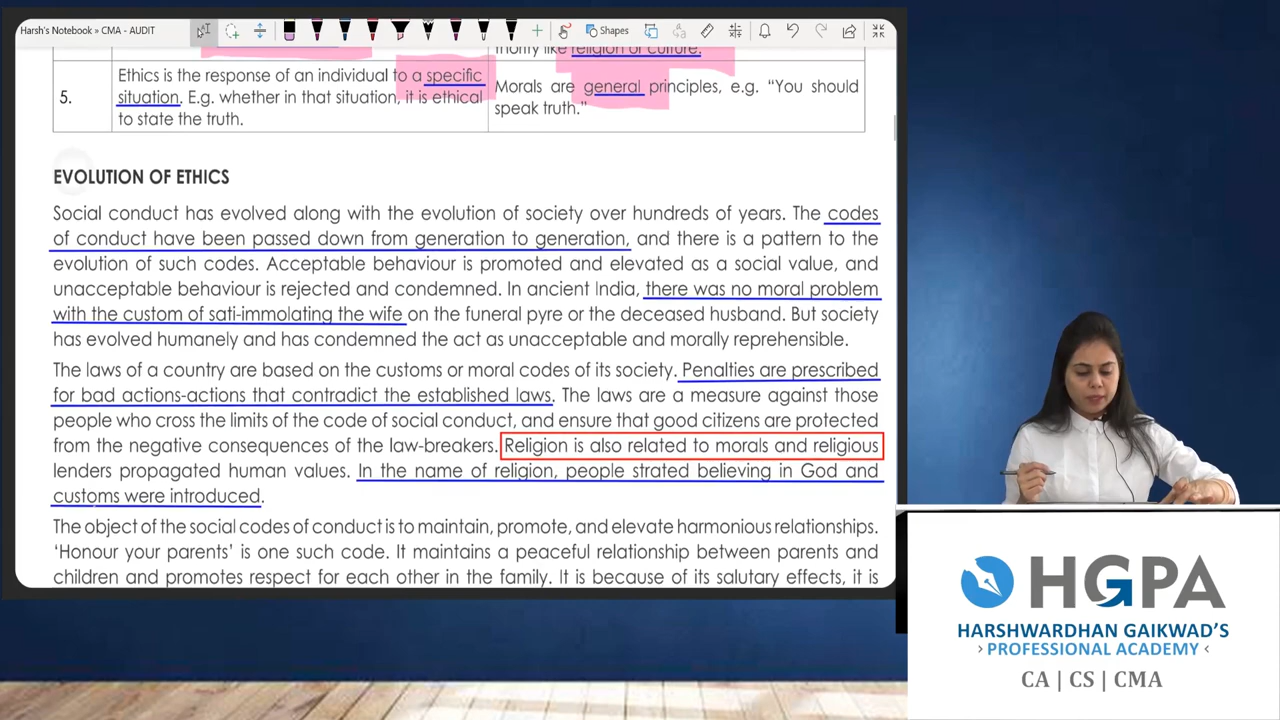 Harsh's Notebook » CMA - AUDIT
Shapes
thority like religion or culture.
5.
Ethics is the response of an individual to a specific
situation. E.g. whether in that situation, it is ethical
to state the truth.
Morals are general principles, e.g. “You should
speak truth.”
EVOLUTION OF ETHICS
Social conduct has evolved along with the evolution of society over hundreds of years. The codes
of conduct have been passed down from generation to generation, and there is a pattern to the
evolution of such codes. Acceptable behaviour is promoted and elevated as a social value, and
unacceptable behaviour is rejected and condemned. In ancient India, there was no moral problem
with the custom of sati-immolating the wife on the funeral pyre or the deceased husband. But society
has evolved humanely and has condemned the act as unacceptable and morally reprehensible.
The laws of a country are based on the customs or moral codes of its society. Penalties are prescribed
for bad actions-actions that contradict the established laws. The laws are a measure against those
people who cross the limits of the code of social conduct, and ensure that good citizens are protected
from the negative consequences of the law-breakers. Religion is also related to morals and religious
lenders propagated human values. In the name of religion, people strated believing in God and
customs were introduced.
The object of the social codes of conduct is to maintain, promote, and elevate harmonious relationships.
‘Honour your parents’ is one such code. It maintains a peaceful relationship between parents and
children and promotes respect for each other in the family. It is because of its salutary effects, it is
HGPA
HARSHWARDHAN GAIKWAD'S
› PROFESSIONAL ACADEMY ‹
CA | CS | CMA